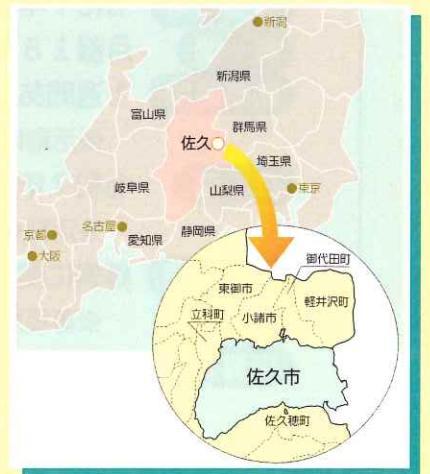 新潟
新潟県
富山県
群馬県
佐久
埼玉県
岐阜県
山梨県
東京
静岡県
名古屋
愛知県
京都
大阪
御代田町
東御市
軽井沢町
立科町
小諸市
佐久市
佐久穂町